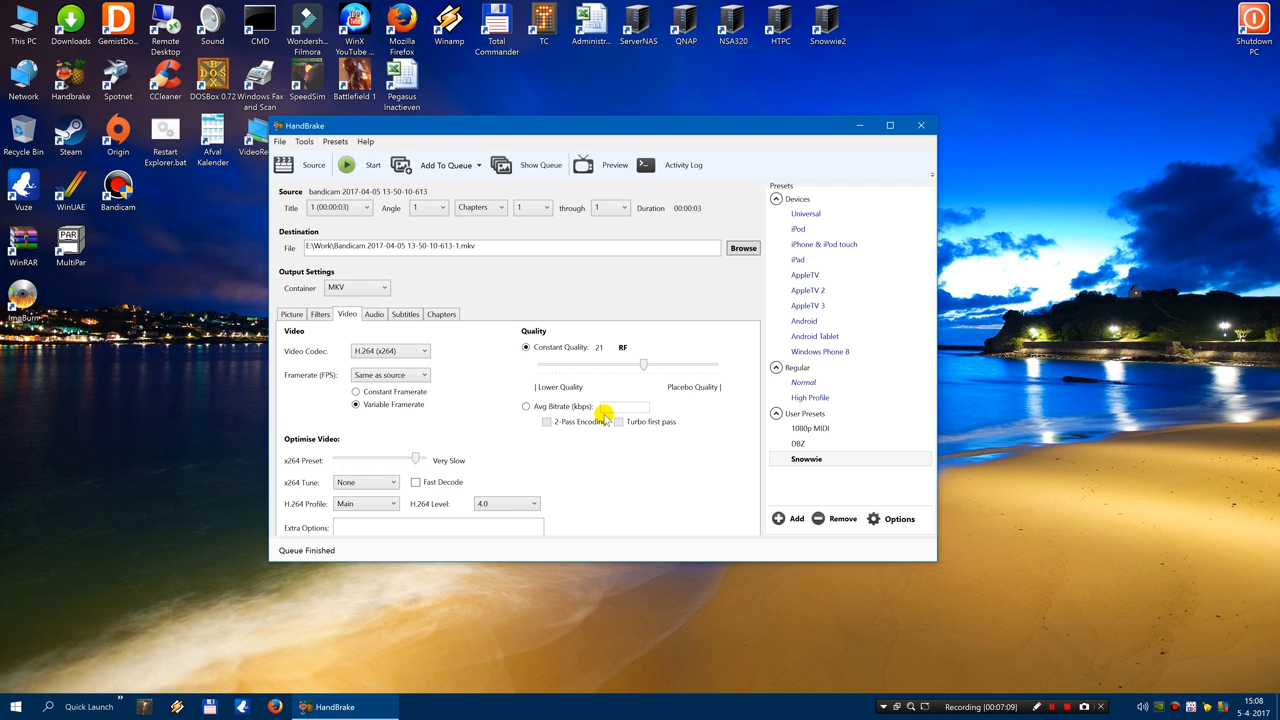 This PC
Downloads
GemistDo...
Remote Desktop
Sound
CMD
Wondersh... Filmora
WinX YouTube ...
Mozilla Firefox
Winamp
Total Commander
TC
Administr...
ServerNAS
QNAP
NSA320
HTPC
Snowwie2
Shutdown PC
Network
Handbrake
Spotnet
CCleaner
DOSBox 0.72
Windows Fax and Scan
SpeedSim
Battlefield 1
Pegasus Inactieven
Recycle Bin
Steam
Origin
Restart Explorer.bat
Afval Kalender
VideoRe
Vuze
WinUAE
Bandicam
WinRAR
MultiPar
ImgBurn
HandBrake
File Tools Presets Help
Source Start Add To Queue Show Queue Preview Activity Log
Source bandicam 2017-04-05 13-50-10-613
Title 1 (00:00:03) Angle 1 Chapters 1 through 1 Duration 00:00:03
Destination
File E:\Work\Bandicam 2017-04-05 13-50-10-613-1.mkv Browse
Output Settings
Container MKV
Picture Filters Video Audio Subtitles Chapters
Video
Video Codec: H.264 (x264)
Framerate (FPS): Same as source
Constant Framerate
Variable Framerate
Optimise Video:
x264 Preset: Very Slow
x264 Tune: None Fast Decode
H.264 Profile: Main H.264 Level: 4.0
Extra Options:
Quality
Constant Quality: 21 RF
| Lower Quality Placebo Quality |
Avg Bitrate (kbps):
2-Pass Encoding Turbo first pass
Queue Finished
Presets
Devices
Universal
iPod
iPhone & iPod touch
iPad
AppleTV
AppleTV 2
AppleTV 3
Android
Android Tablet
Windows Phone 8
Regular
Normal
High Profile
User Presets
1080p MIDI
DBZ
Snowwie
Add Remove Options
Quick Launch
»
HandBrake
Recording [00:07:09]
15:08
5-4-2017